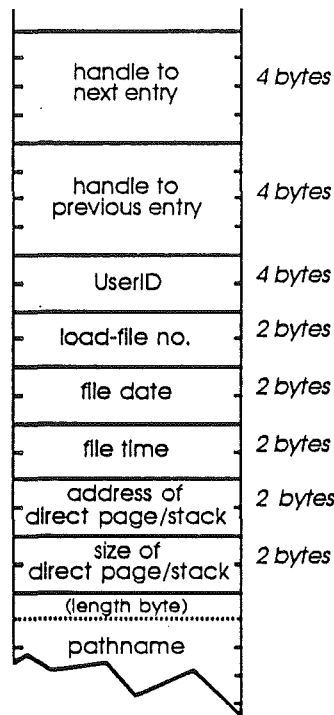 handle to
next entry
4 bytes
handle to
previous entry
4 bytes
UserID
4 bytes
load-file no.
2 bytes
file date
2 bytes
file time
2 bytes
address of
direct page/stack
2 bytes
size of
direct page/stack
2 bytes
(length byte)
pathname